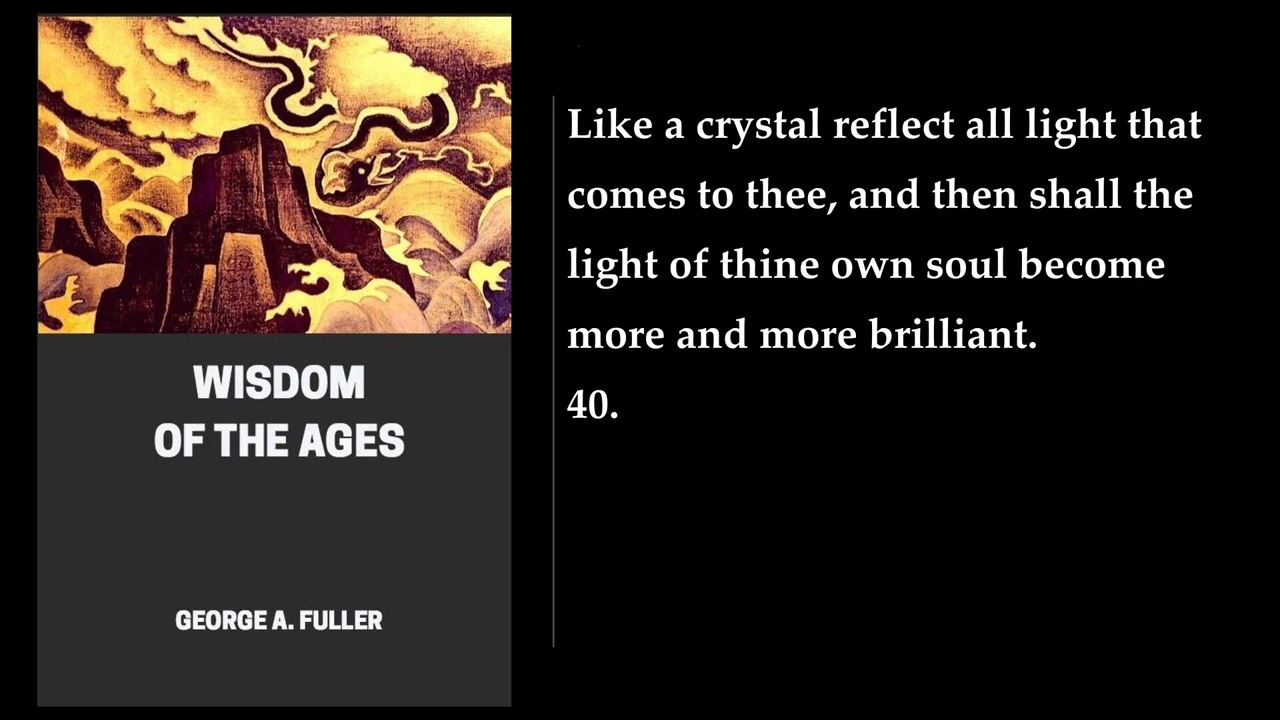 WISDOM
OF THE AGES
GEORGE A. FULLER
Like a crystal reflect all light that
comes to thee, and then shall the
light of thine own soul become
more and more brilliant.
40.